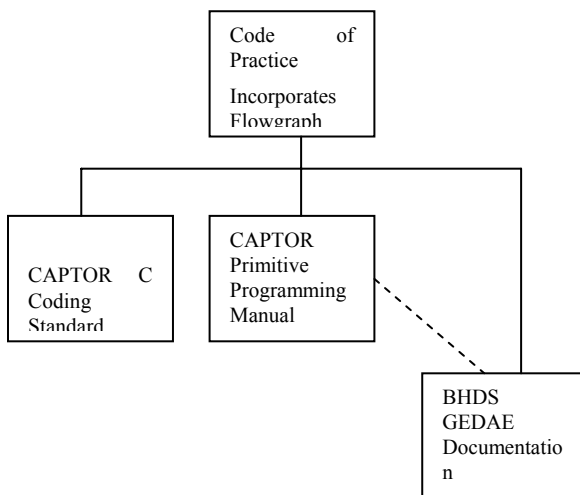 Code of
Practice
Incorporates
Flowgraph
CAPTOR C
Coding
Standard
CAPTOR
Primitive
Programming
Manual
BHDS
GEDAE
Documentatio
n